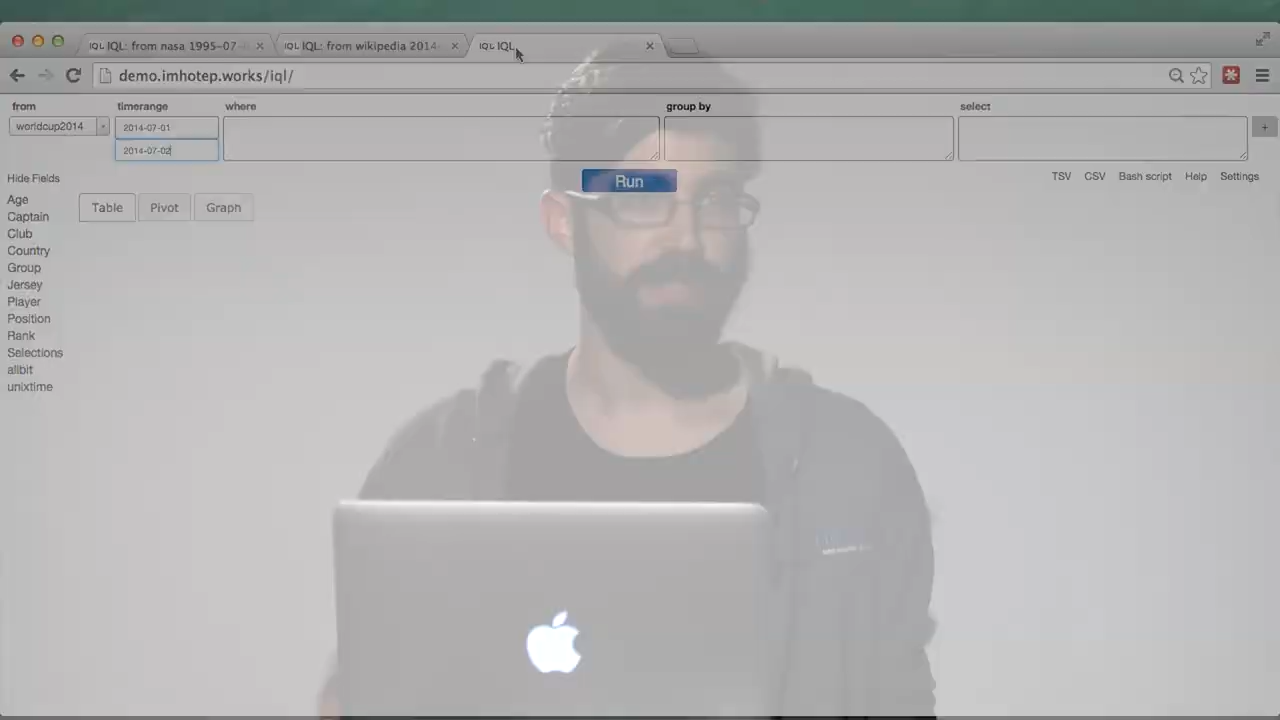 IQL IQL: from nasa 1995-07
IQL IQL: from wikipedia 2014-
IQL IQL
demo.imhotep.works/iql/
from timerange where group by select
worldcup2014 2014-07-01
2014-07-02
+
Run
Hide Fields TSV CSV Bash script Help Settings
Age
Captain
Club
Country
Group
Jersey
Player
Position
Rank
Selections
allbit
unixtime
Table Pivot Graph